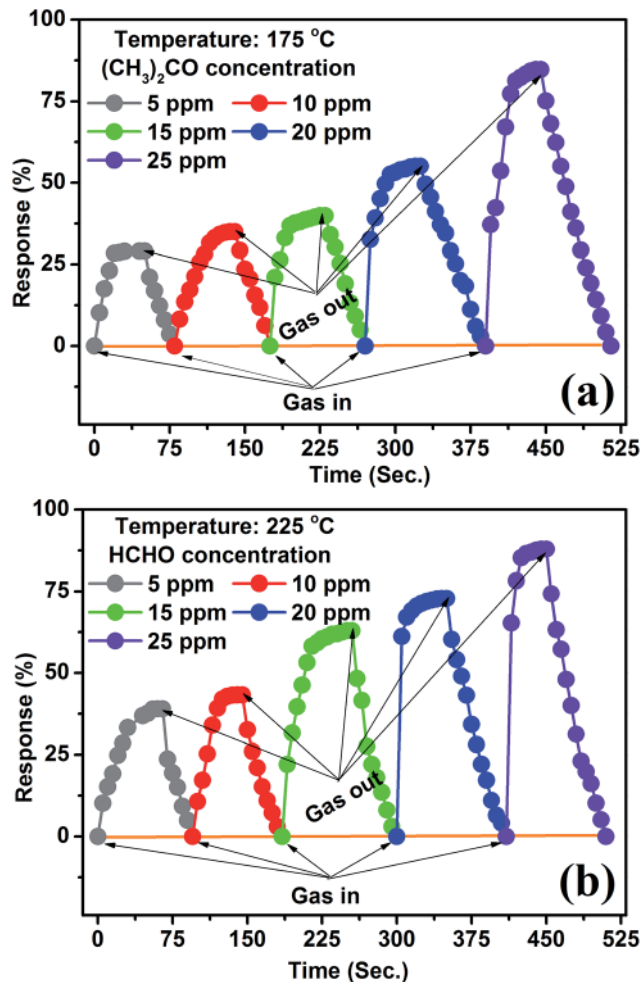 100
75
50
25
0
Response (%)
Temperature: 175 °C
(CH₃)₂CO concentration
5 ppm 10 ppm
15 ppm 20 ppm
25 ppm
Gas out
Gas in
(a)
0 75 150 225 300 375 450 525
Time (Sec.)
100
75
50
25
0
Response (%)
Temperature: 225 °C
HCHO concentration
5 ppm 10 ppm
15 ppm 20 ppm
25 ppm
Gas out
Gas in
(b)
0 75 150 225 300 375 450 525
Time (Sec.)